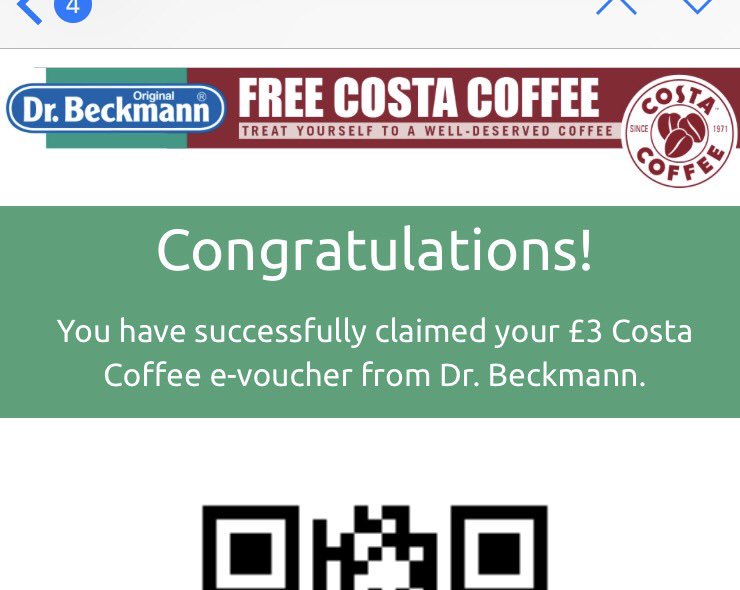 4
Original
Dr. Beckmann®
FREE COSTA COFFEE
TREAT YOURSELF TO A WELL-DESERVED COFFEE
COSTA
SINCE 1971
COFFEE
Congratulations!
You have successfully claimed your £3 Costa
Coffee e-voucher from Dr. Beckmann.